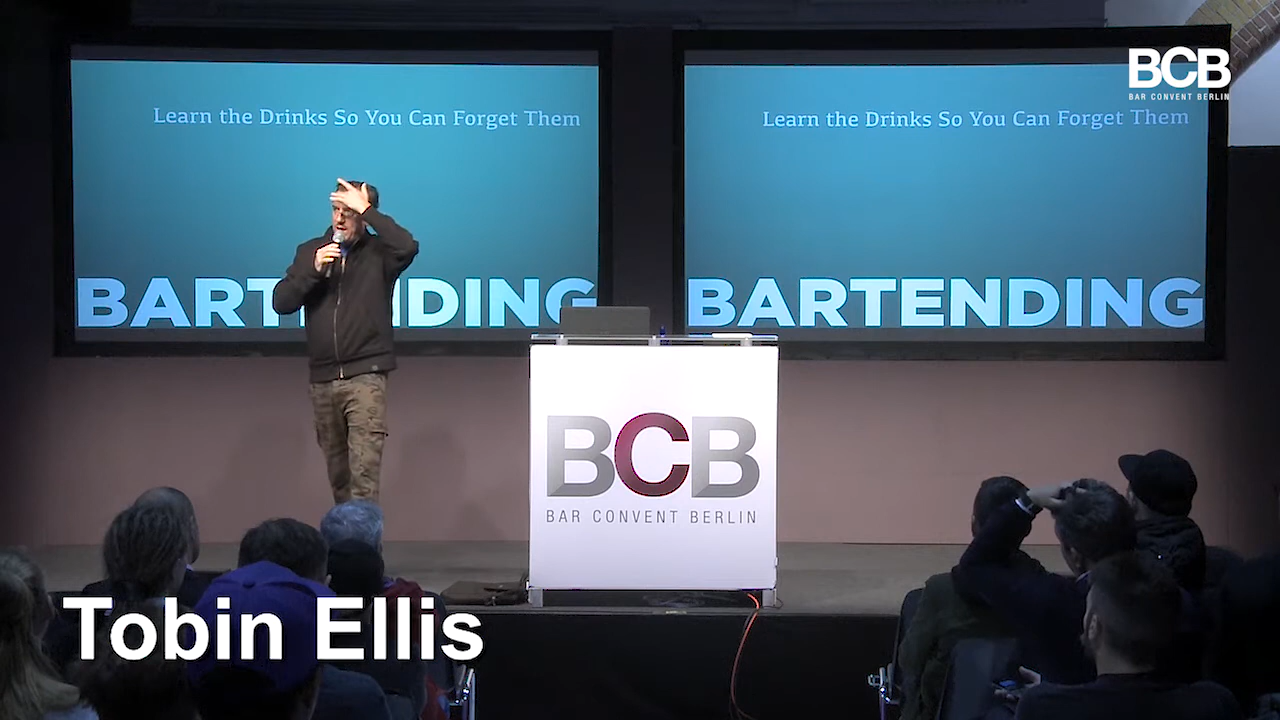 BCB
BAR CONVENT BERLIN
Learn the Drinks So You Can Forget Them
Learn the Drinks So You Can Forget Them
BARTENDING
BARTENDING
BCB
BAR CONVENT BERLIN
Tobin Ellis